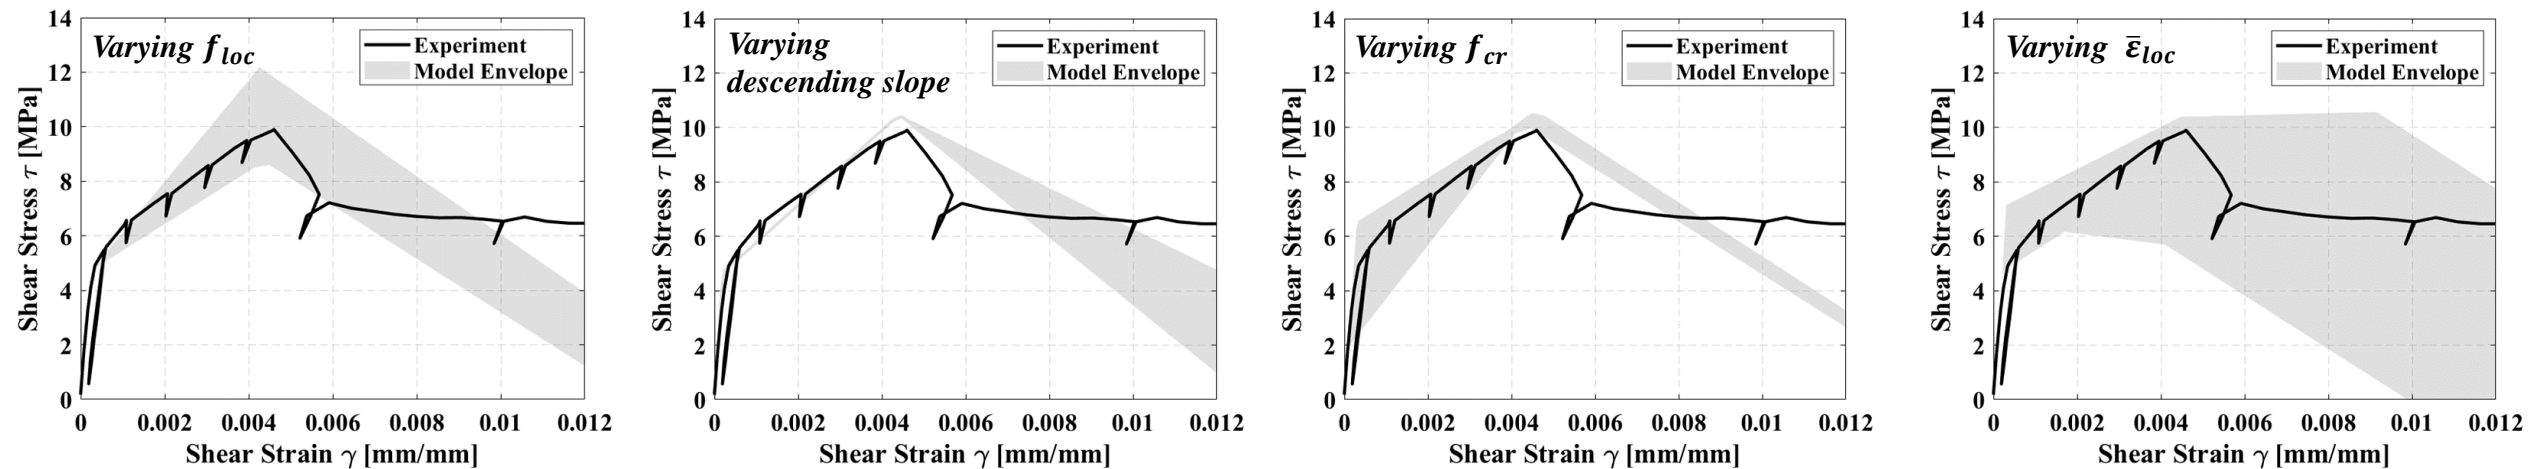 14
12
10
8
6
4
2
0
Shear Stress τ [MPa]
Varying f_loc
Experiment
Model Envelope
0 0.002 0.004 0.006 0.008 0.01 0.012
Shear Strain γ [mm/mm]
14
12
10
8
6
4
2
0
Shear Stress τ [MPa]
Varying
descending slope
Experiment
Model Envelope
0 0.002 0.004 0.006 0.008 0.01 0.012
Shear Strain γ [mm/mm]
14
12
10
8
6
4
2
0
Shear Stress τ [MPa]
Varying f_cr
Experiment
Model Envelope
0 0.002 0.004 0.006 0.008 0.01 0.012
Shear Strain γ [mm/mm]
14
12
10
8
6
4
2
0
Shear Stress τ [MPa]
Varying ε̄_loc
Experiment
Model Envelope
0 0.002 0.004 0.006 0.008 0.01 0.012
Shear Strain γ [mm/mm]